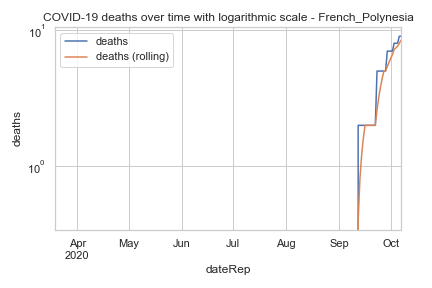 COVID-19 deaths over time with logarithmic scale - French_Polynesia
10^1
deaths
deaths (rolling)
deaths
10^0
Apr
2020
May
Jun
Jul
Aug
Sep
Oct
dateRep